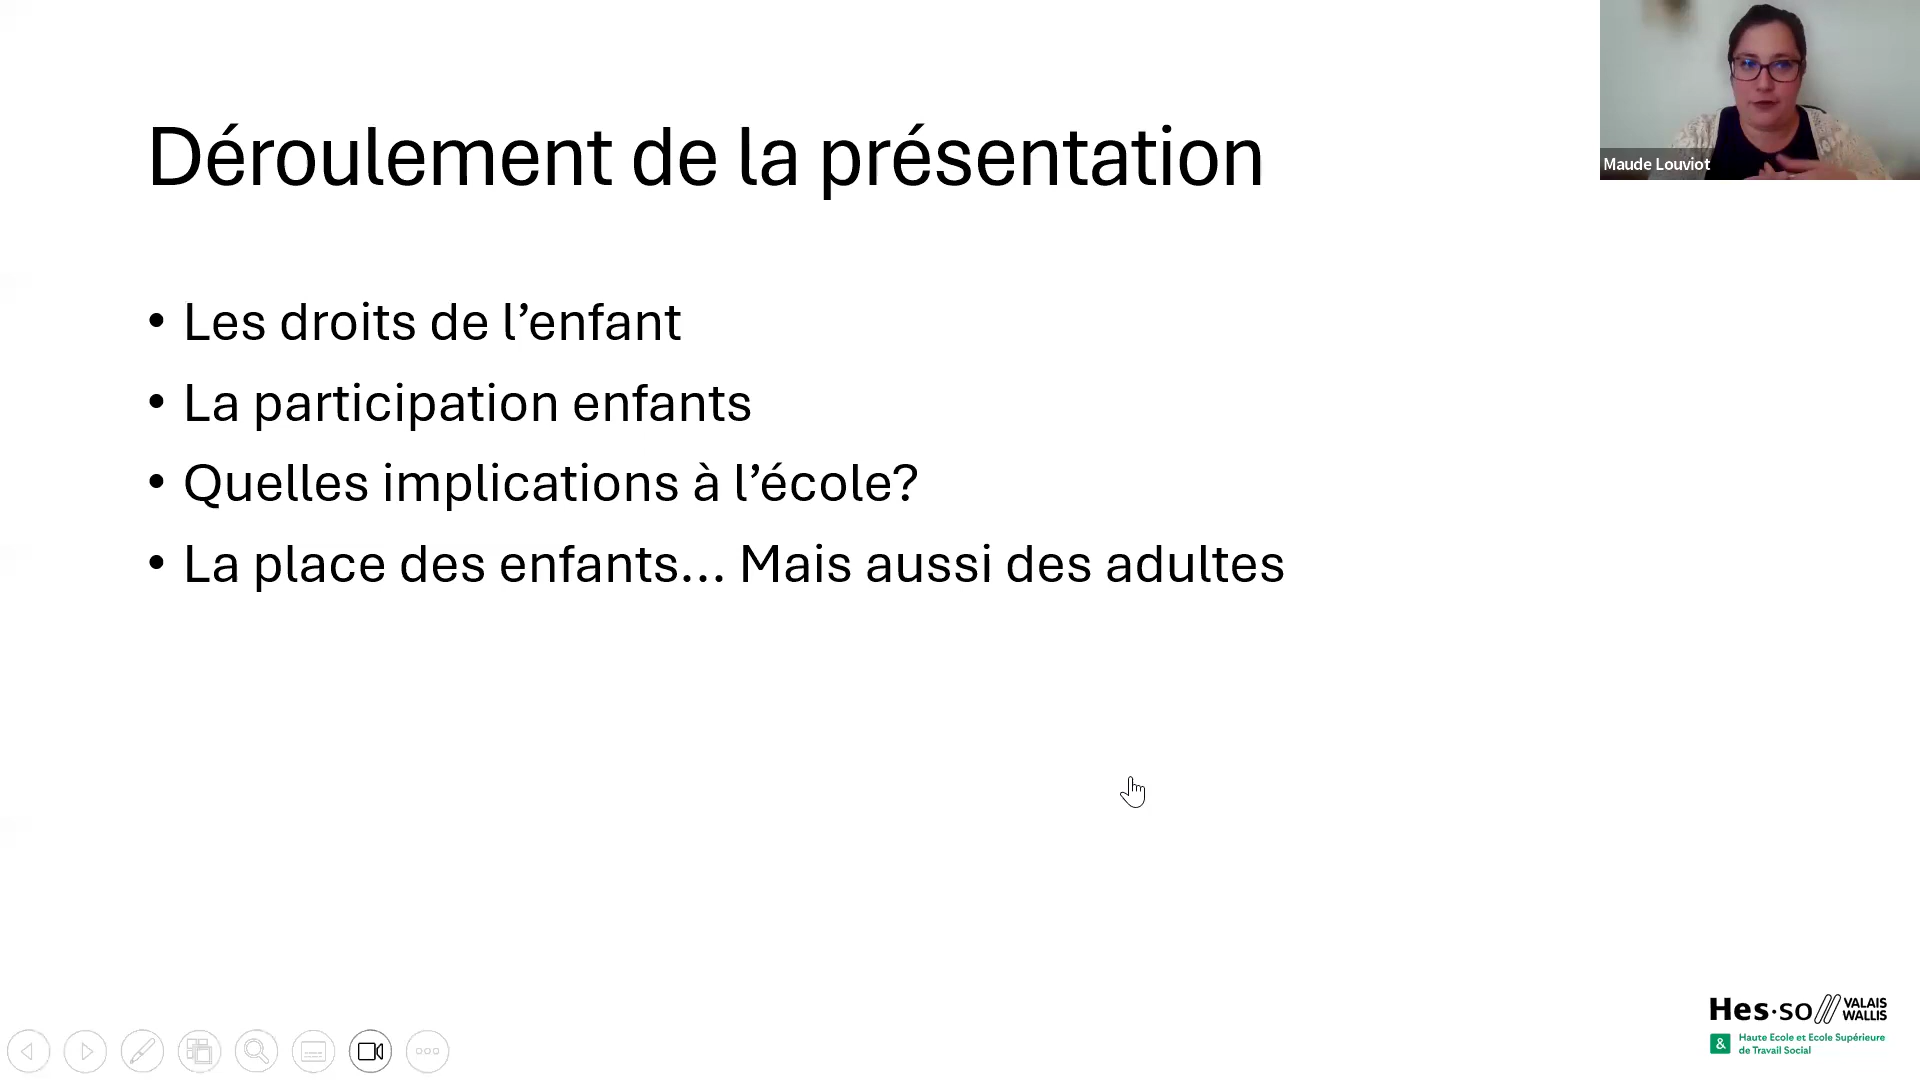 Déroulement de la présentation
• Les droits de l’enfant
• La participation enfants
• Quelles implications à l’école?
• La place des enfants... Mais aussi des adultes
Maude Louviot
Hes·so VALAIS
WALLIS
& Haute Ecole et Ecole Supérieure
de Travail Social